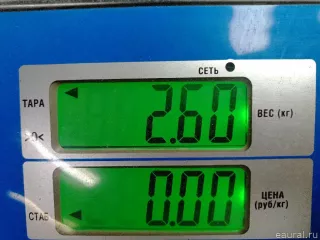 СЕТЬ
ТАРА
2.60
ВЕС (кг)
>0<
0.00
ЦЕНА
(руб/кг)
СТАБ
eaural.ru